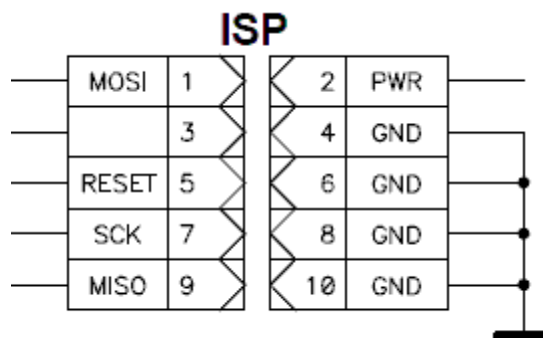 ISP
MOSI 1 2 PWR
3 4 GND
RESET 5 6 GND
SCK 7 8 GND
MISO 9 10 GND